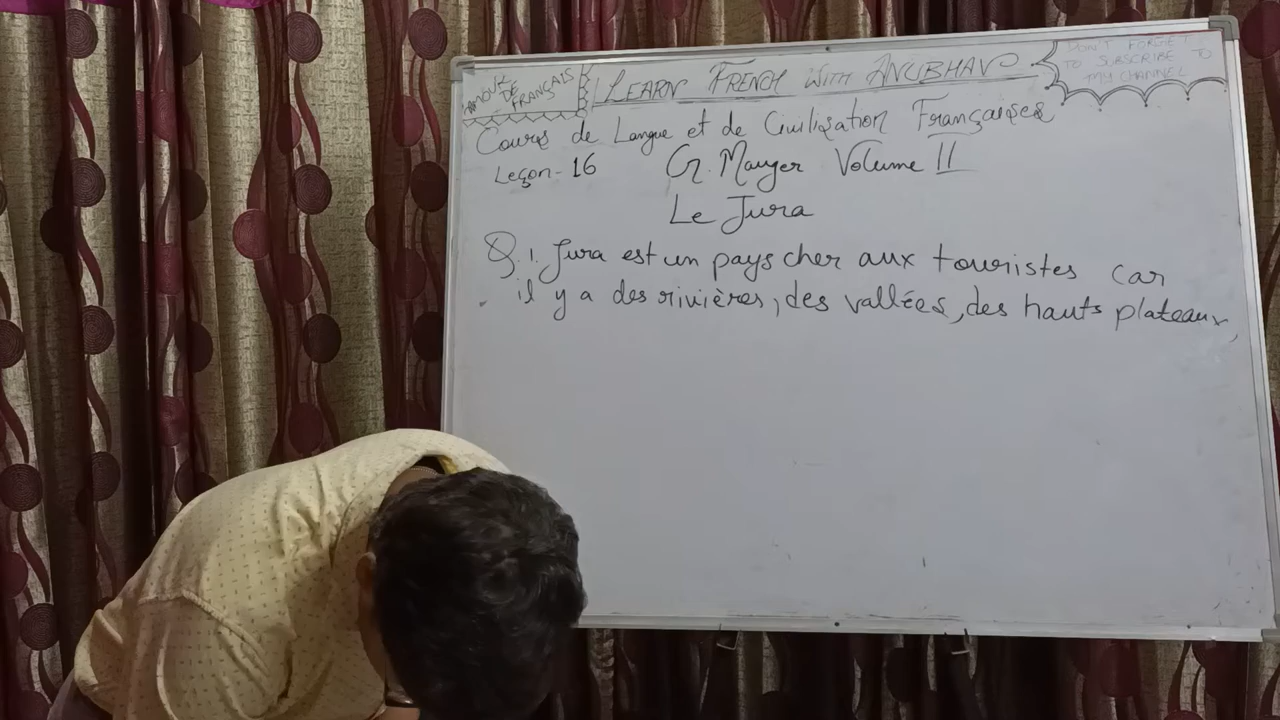 AMOUR DE FRANÇAIS
LEARN FRENCH WITH ANUBHAV
DON'T FORGET TO SUBSCRIBE TO MY CHANNEL
Cours de Langue et de Civilisation Françaises
Leçon - 16 G. Mauger Volume II
Le Jura
Q.1. Jura est un pays cher aux touristes car
il y a des rivières, des vallées, des hauts plateaux,